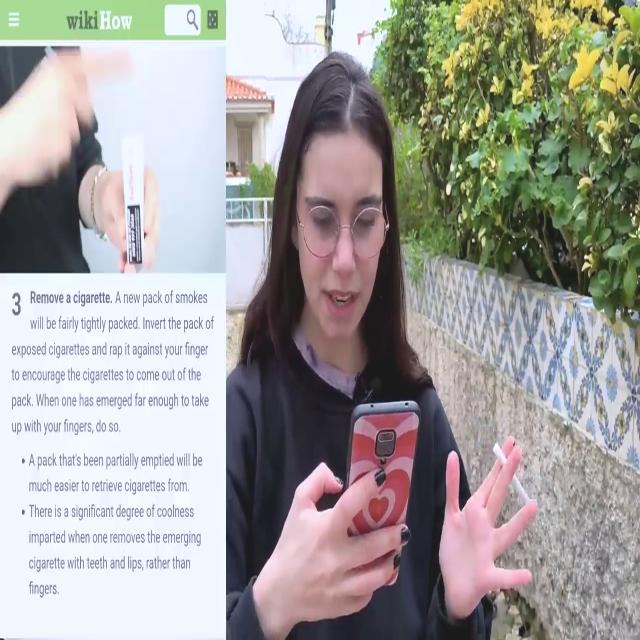 wikiHow
3 Remove a cigarette. A new pack of smokes
will be fairly tightly packed. Invert the pack of
exposed cigarettes and rap it against your finger
to encourage the cigarettes to come out of the
pack. When one has emerged far enough to take
up with your fingers, do so.
• A pack that's been partially emptied will be
much easier to retrieve cigarettes from.
• There is a significant degree of coolness
imparted when one removes the emerging
cigarette with teeth and lips, rather than
fingers.